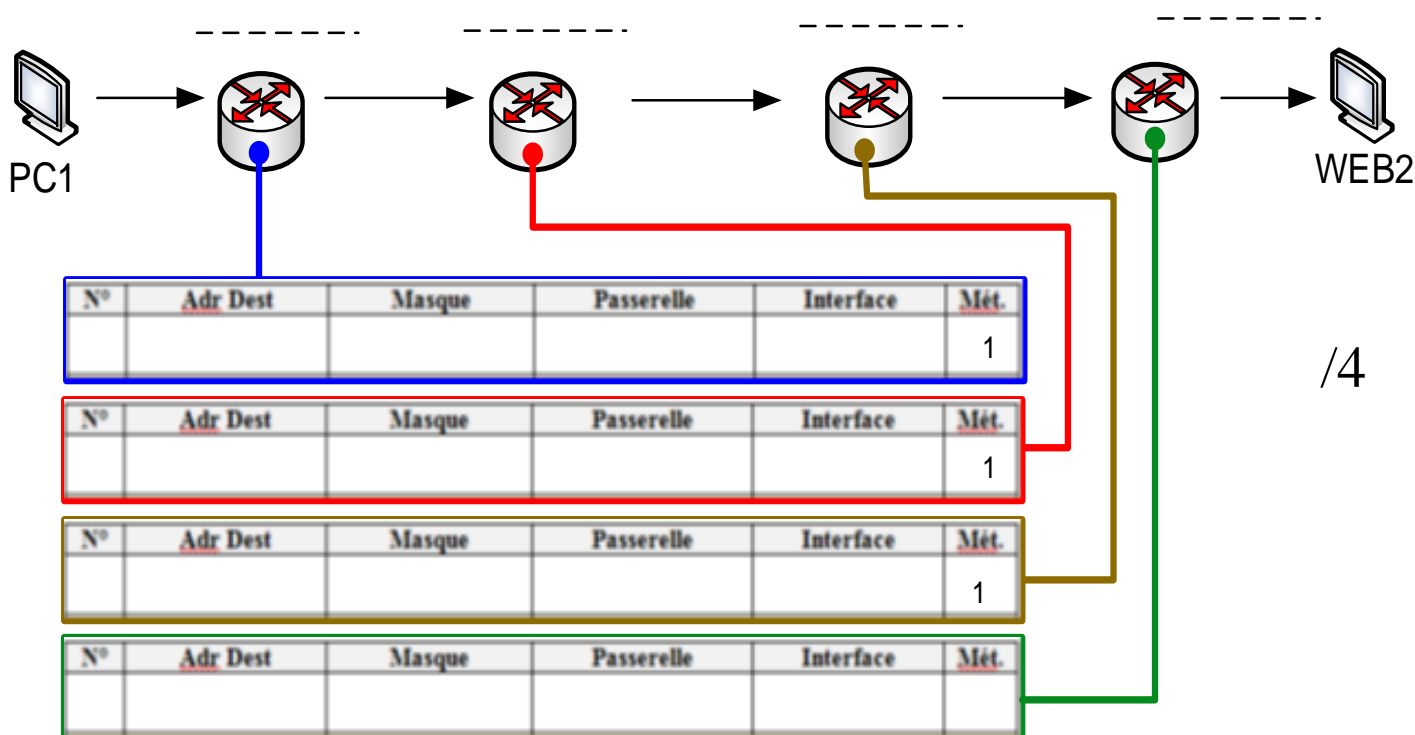 PC1
WEB2
N° Adr Dest Masque Passerelle Interface Mét.
1
/4
N° Adr Dest Masque Passerelle Interface Mét.
1
N° Adr Dest Masque Passerelle Interface Mét.
1
N° Adr Dest Masque Passerelle Interface Mét.